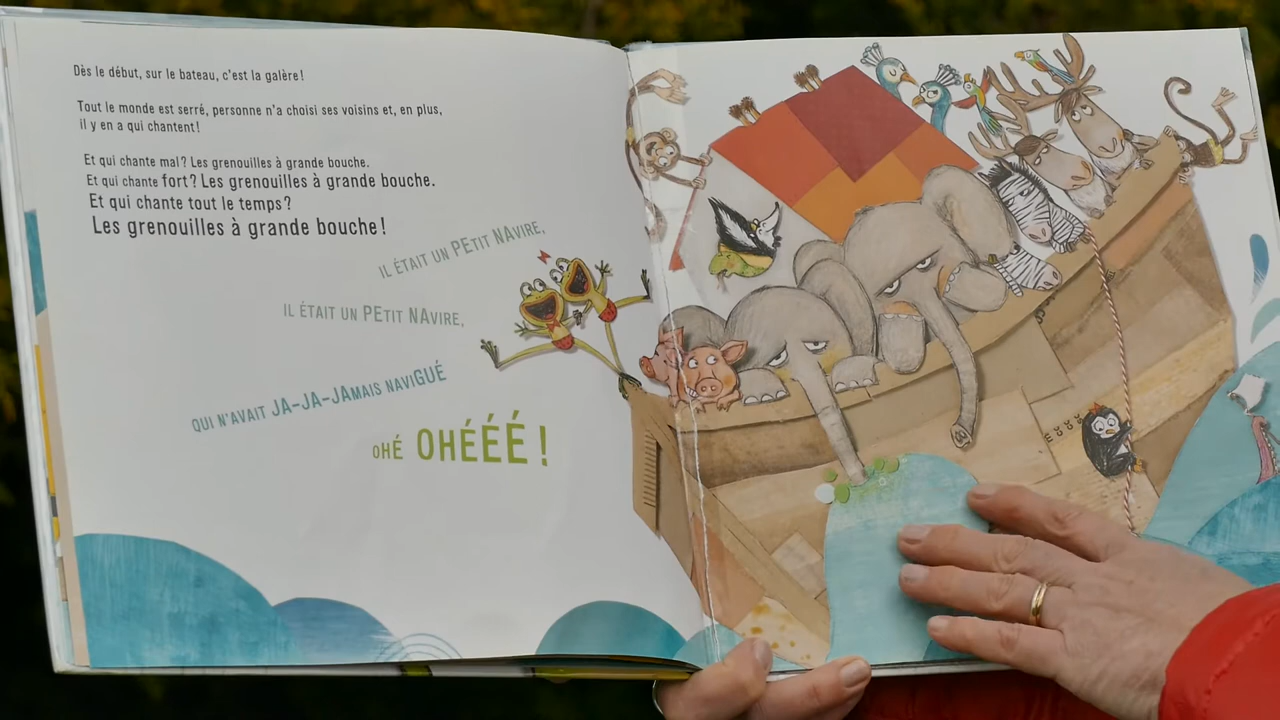 Dès le début, sur le bateau, c'est la galère!
Tout le monde est serré, personne n'a choisi ses voisins et, en plus,
il y en a qui chantent!
Et qui chante mal? Les grenouilles à grande bouche.
Et qui chante fort? Les grenouilles à grande bouche.
Et qui chante tout le temps?
Les grenouilles à grande bouche!
IL ÉTAIT UN PEtit NAvire,
IL ÉTAIT UN PEtit NAvire,
QUI N'AVAIT JA-JA-JAMAIS NAVIGUÉ
OHÉ OHÉÉÉ!